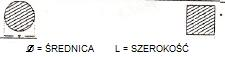 Ø = ŚREDNICA L = SZEROKOŚĆ